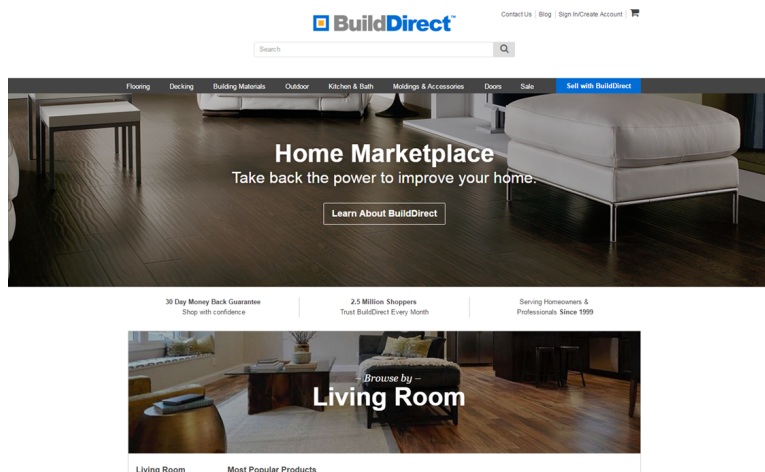 Contact Us
Blog
Sign In/Create Account
BuildDirect™
Search
Flooring
Decking
Building Materials
Outdoor
Kitchen & Bath
Moldings & Accessories
Doors
Sale
Sell with BuildDirect
Home Marketplace
Take back the power to improve your home.
Learn About BuildDirect
30 Day Money Back Guarantee
Shop with confidence
2.5 Million Shoppers
Trust BuildDirect Every Month
Serving Homeowners &
Professionals Since 1999
– Browse by –
Living Room
Living Room
Most Popular Products